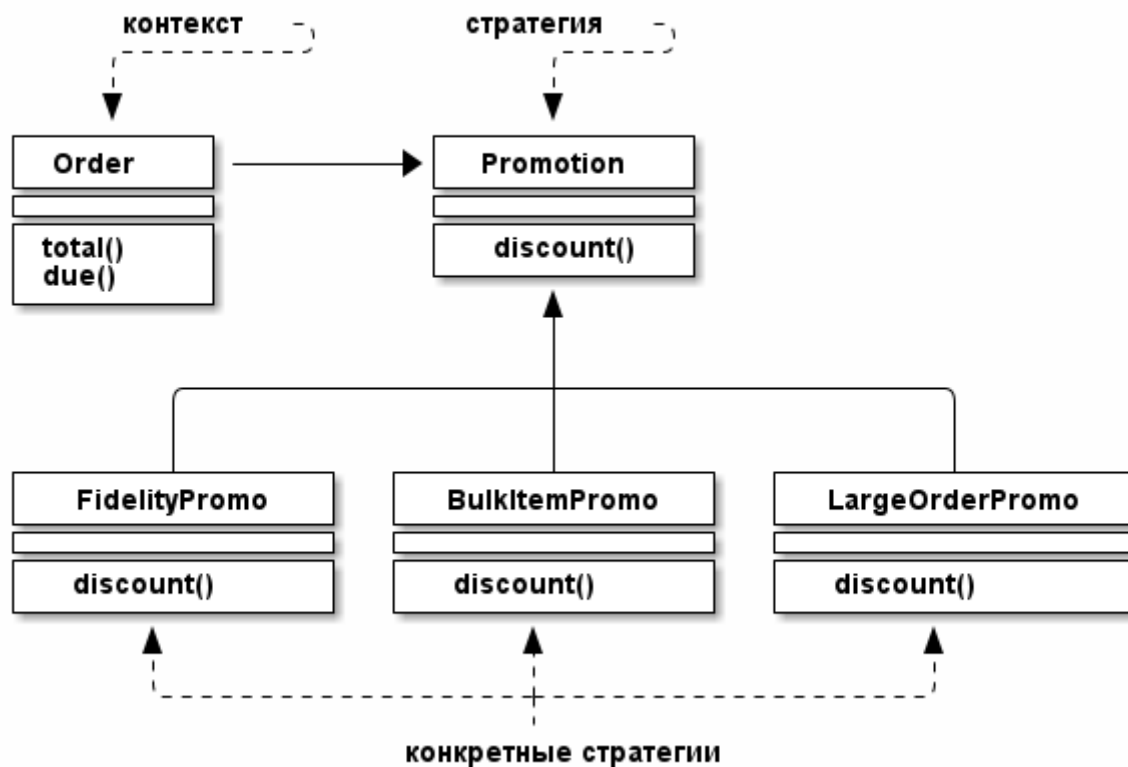 контекст
стратегия
Order
Promotion
total()
due()
discount()
FidelityPromo
BulkItemPromo
LargeOrderPromo
discount()
discount()
discount()
конкретные стратегии